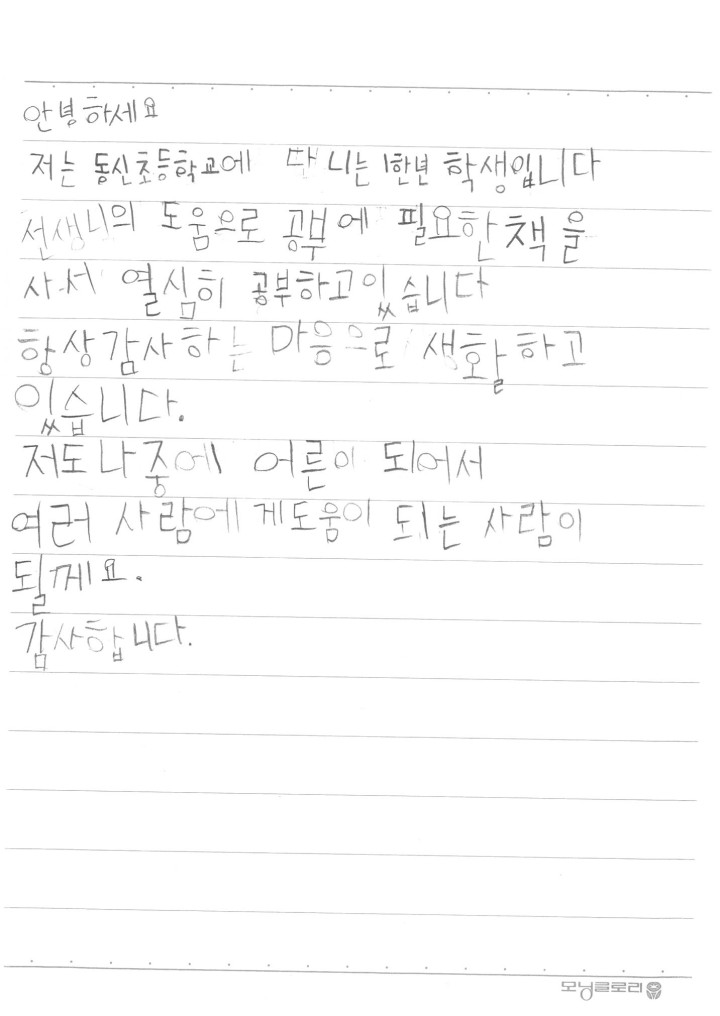 안녕하세요
저는 동신초등학교에 따니는 1한년 학생입니다
선생니의 도움으로 공부에 필요한 책을
사서 열심히 공부하고있습니다
항상감사하는 마음으로 생활하고
있습니다.
저도나중에 어른이 되어서
여러 사람에게도움이 되는 사람이
될께요.
감사합니다.
모닝글로리